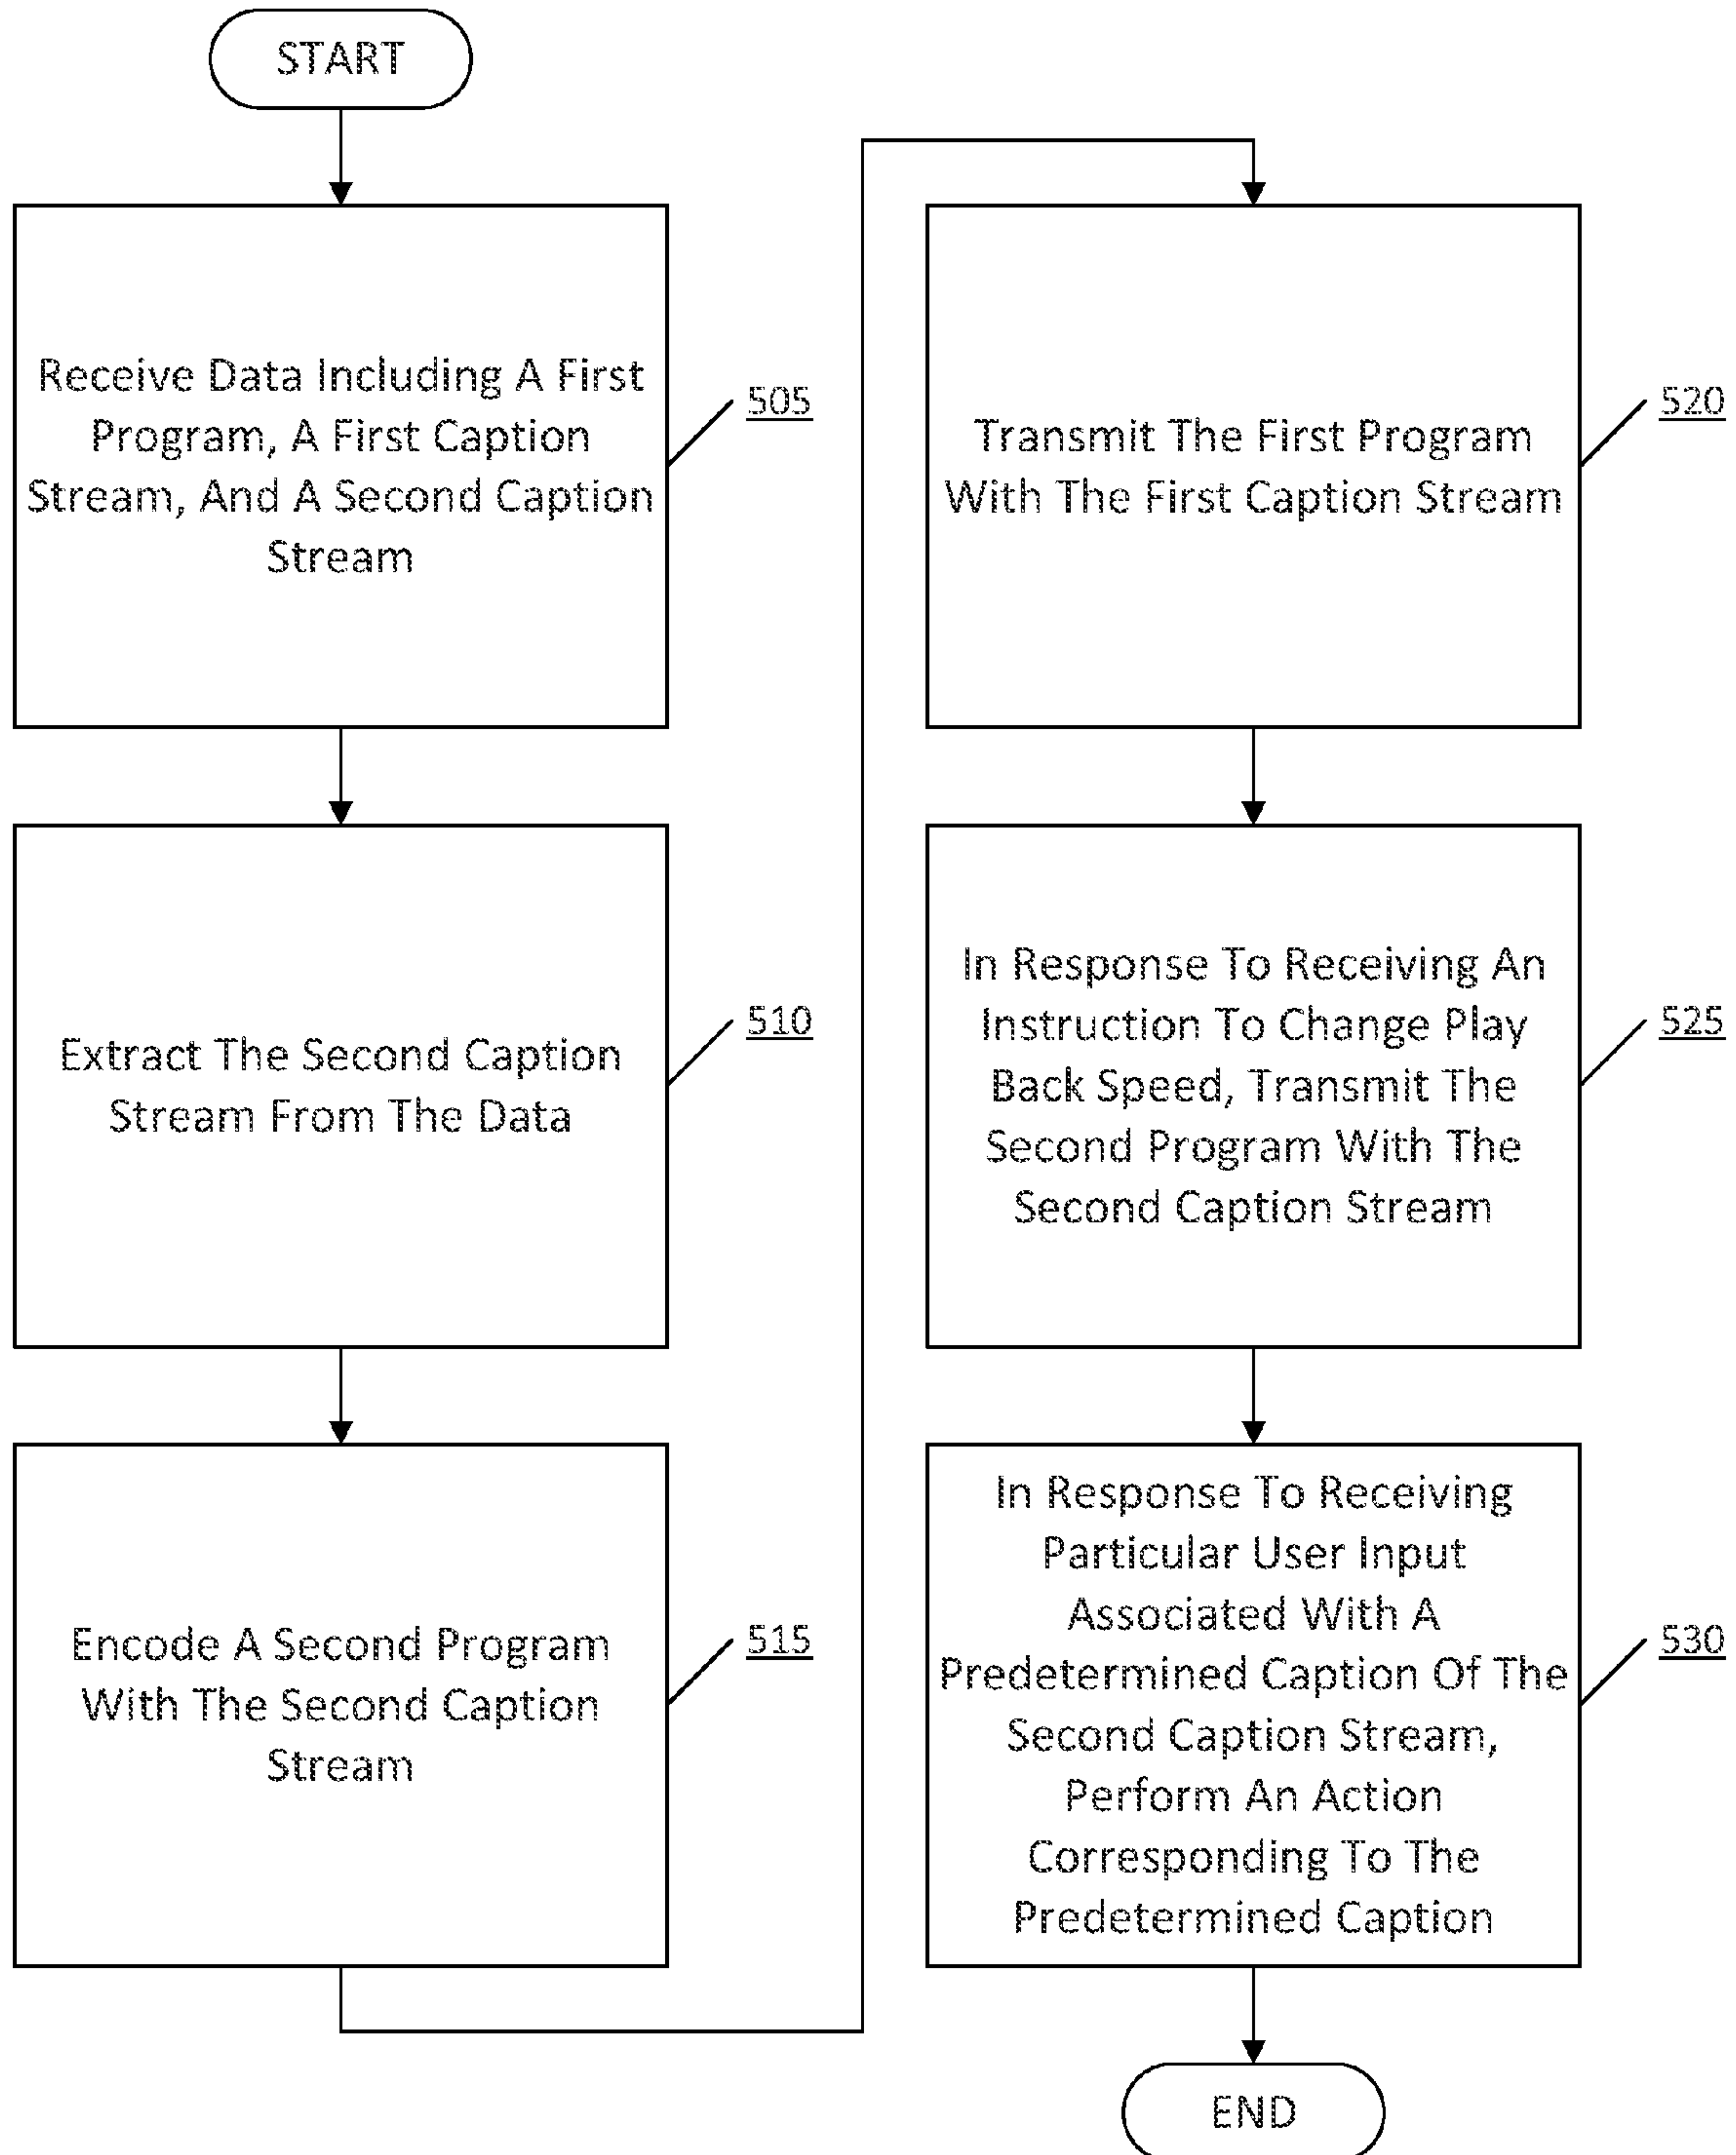 START
Receive Data Including A First
Program, A First Caption
Stream, And A Second Caption
Stream
505
Extract The Second Caption
Stream From The Data
510
Encode A Second Program
With The Second Caption
Stream
515
Transmit The First Program
With The First Caption Stream
520
In Response To Receiving An
Instruction To Change Play
Back Speed, Transmit The
Second Program With The
Second Caption Stream
525
In Response To Receiving
Particular User Input
Associated With A
Predetermined Caption Of The
Second Caption Stream,
Perform An Action
Corresponding To The
Predetermined Caption
530
END